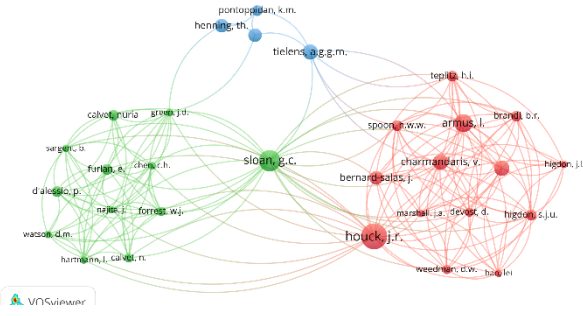 pontoppidan, k.m.
henning, th.
tielens, a.g.g.m.
teplitz, h.i.
calvet, nuria
green, j.d.
spoon, h.w.w.
armus, l.
brandl, b.r.
sargen, b.
furlan, e.
chen, c.h.
sloan, g.c.
charmandaris, v.
higdon, j.l.
d'alessio, p.
bernard-salas, j.
najita, j.
forrest, w.j.
marshall, j.a.
devost, d.
higdon, s.j.u.
watson, d.m.
houck, j.r.
hartmann, l.
calvet, n.
weedman, d.w.
hao, lei
VOSviewer